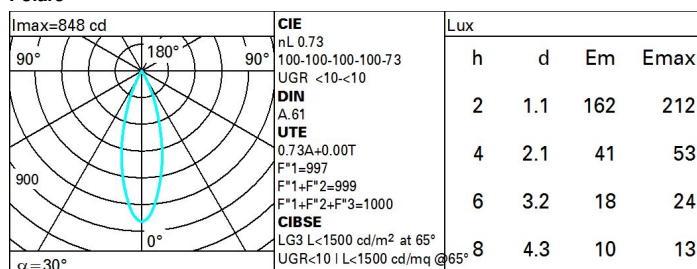 Imax=848 cd
90° 180° 90°
900
0°
α=30°
CIE
nL 0.73
100-100-100-100-73
UGR <10-<10
DIN
A.61
UTE
0.73A+0.00T
F"1=997
F"1+F"2=999
F"1+F"2+F"3=1000
CIBSE
LG3 L<1500 cd/m² at 65°
UGR<10 | L<1500 cd/mq @65°
Lux
h d Em Emax
2 1.1 162 212
4 2.1 41 53
6 3.2 18 24
8 4.3 10 13